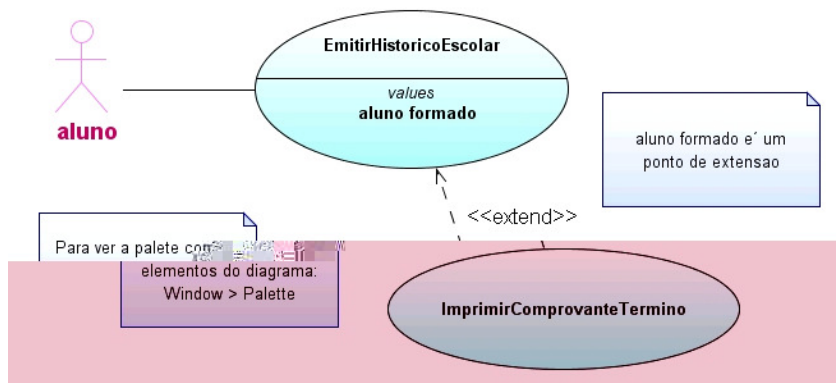 EmitirHistoricoEscolar
values
aluno formado
aluno
aluno formado e´ um
ponto de extensao
<<extend>>
Para ver a palete com
elementos do diagrama:
Window > Palette
ImprimirComprovanteTermino